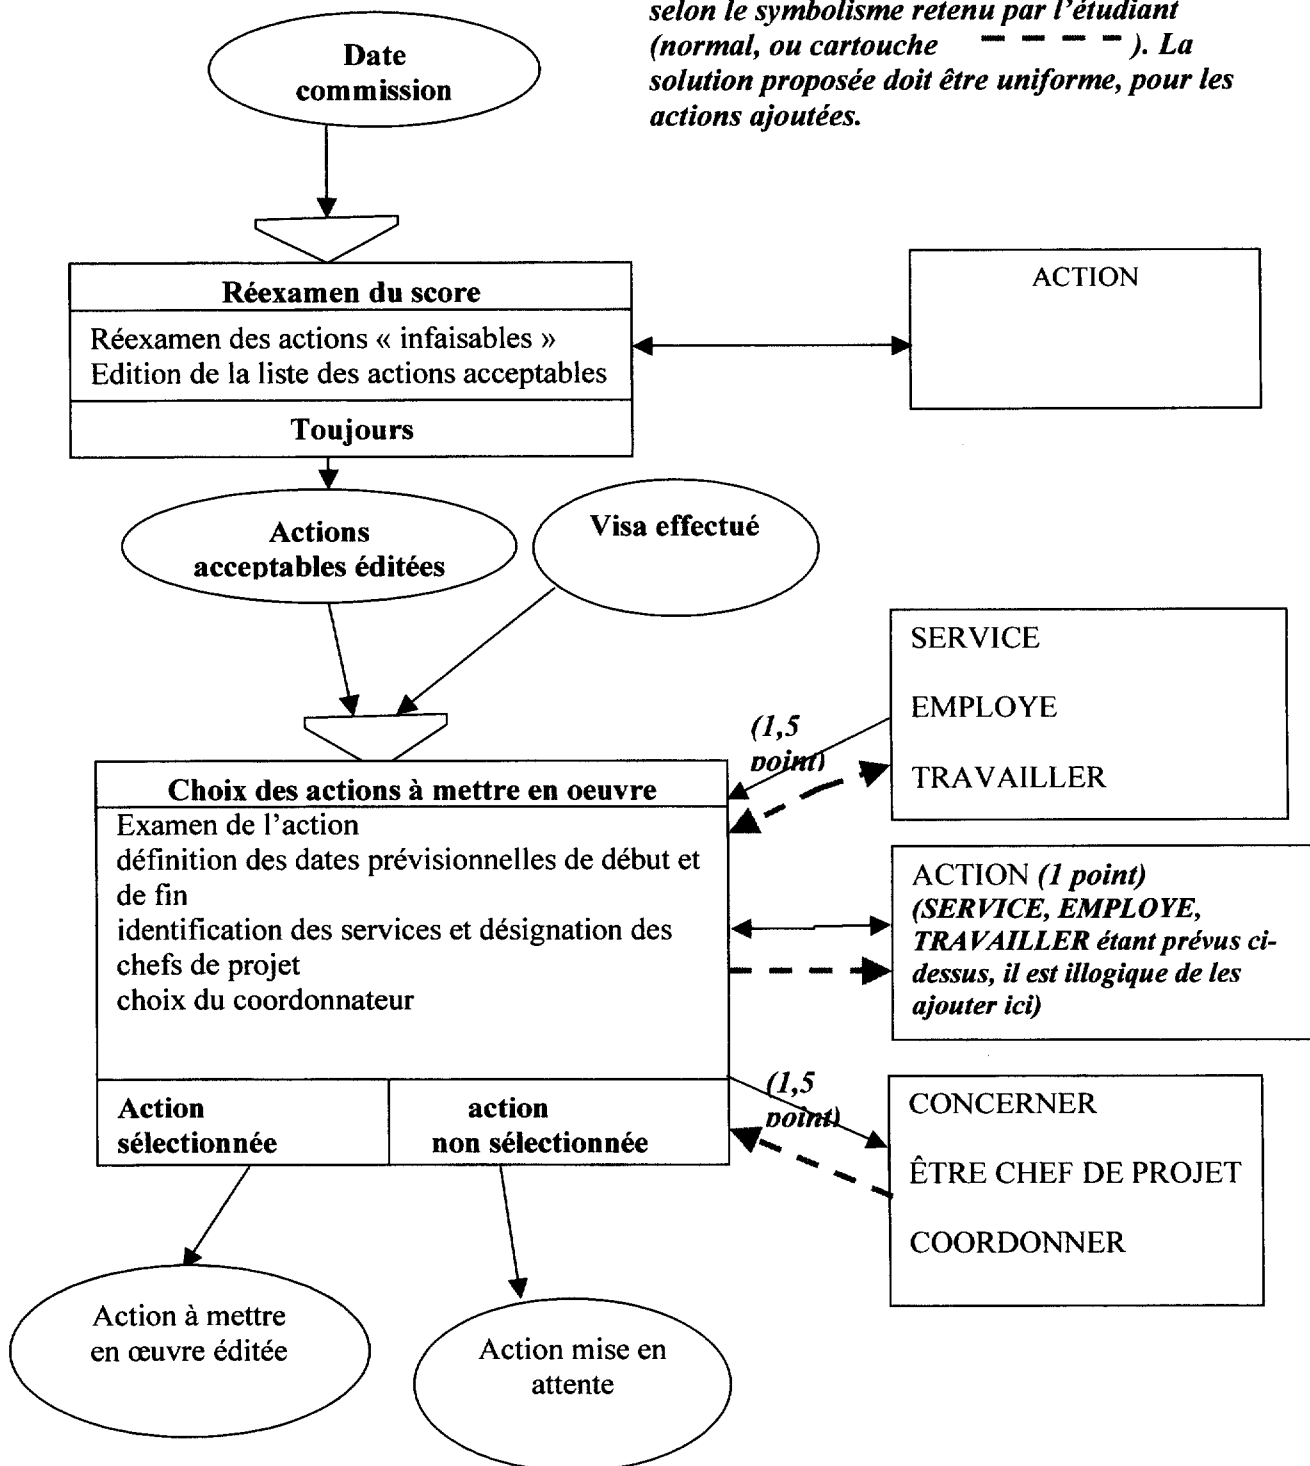 selon le symbolisme retenu par l'étudiant
(normal, ou cartouche – – – – ). La
solution proposée doit être uniforme, pour les
actions ajoutées.
Date
commission
Réexamen du score
Réexamen des actions « infaisables »
Edition de la liste des actions acceptables
Toujours
ACTION
Actions
acceptables éditées
Visa effectué
SERVICE
EMPLOYE
TRAVAILLER
(1,5
point)
Choix des actions à mettre en oeuvre
Examen de l'action
définition des dates prévisionnelles de début et
de fin
identification des services et désignation des
chefs de projet
choix du coordonnateur
ACTION (1 point)
(SERVICE, EMPLOYE,
TRAVAILLER étant prévus ci-
dessus, il est illogique de les
ajouter ici)
Action
sélectionnée
action
non sélectionnée
(1,5
point)
CONCERNER
ÊTRE CHEF DE PROJET
COORDONNER
Action à mettre
en œuvre éditée
Action mise en
attente